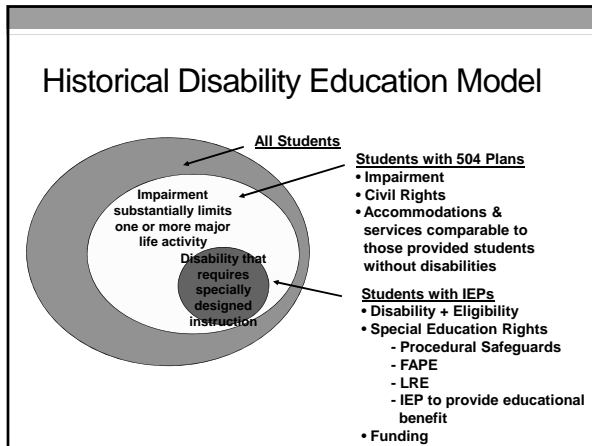 Historical Disability Education Model
All Students
Impairment
substantially limits
one or more major
life activity
Disability that
requires
specially
designed
instruction
Students with 504 Plans
• Impairment
• Civil Rights
• Accommodations &
services comparable to
those provided students
without disabilities
Students with IEPs
• Disability + Eligibility
• Special Education Rights
- Procedural Safeguards
- FAPE
- LRE
- IEP to provide educational
benefit
• Funding